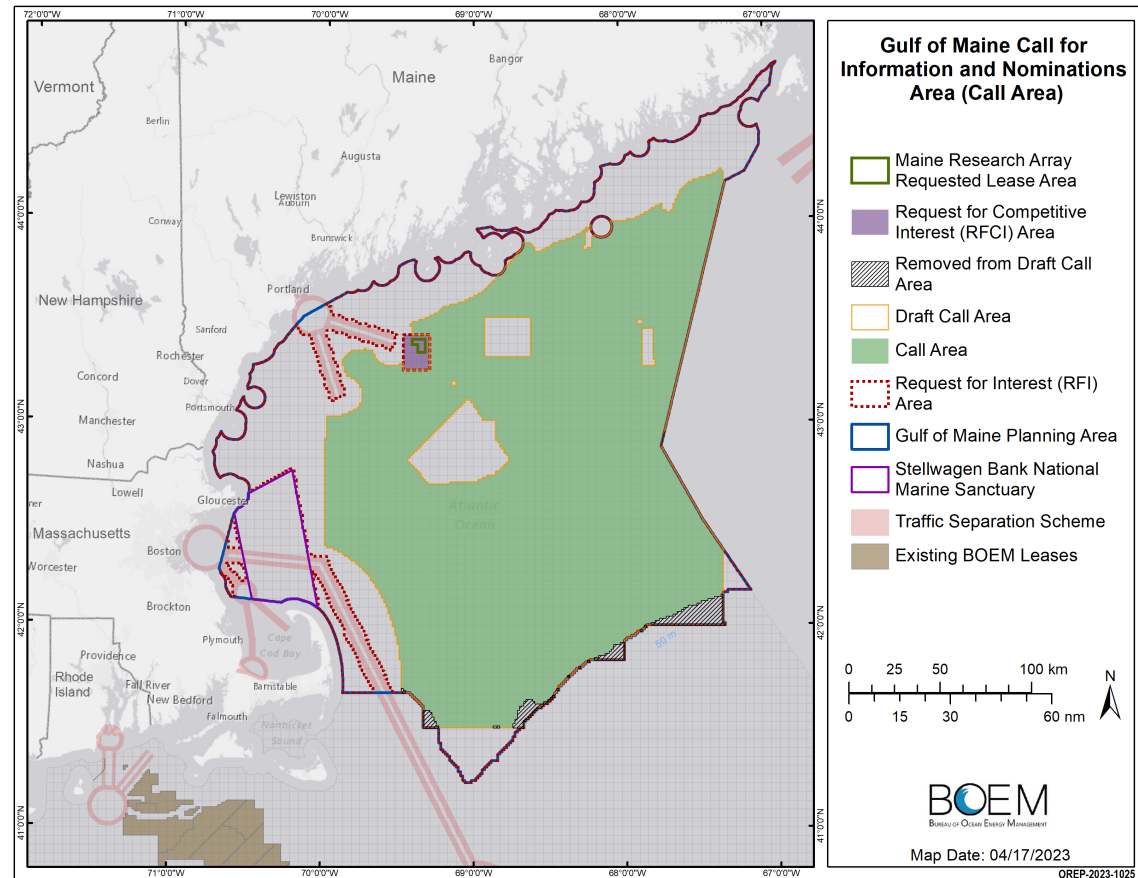 72°0'0"W
71°0'0"W
70°0'0"W
69°0'0"W
68°0'0"W
67°0'0"W
Bangor
Maine
Vermont
Berlin
Augusta
Lewiston
Auburn
44°0'0"N
44°0'0"N
Conway
Brunswick
Portland
New Hampshire
Sanford
Rochester
Concord
Dover
Portsmouth
43°0'0"N
43°0'0"N
Manchester
Nashua
Lowell
Gloucester
Atlantic
Ocean
Massachusetts
Boston
Worcester
Brockton
42°0'0"N
42°0'0"N
50 m
Plymouth
Cape
Cod Bay
Providence
Rhode
Island
Fall River
New Bedford
Barnstable
Falmouth
Nantucket
Sound
41°0'0"N
41°0'0"N
71°0'0"W
70°0'0"W
69°0'0"W
68°0'0"W
67°0'0"W
Gulf of Maine Call for
Information and Nominations
Area (Call Area)
Maine Research Array
Requested Lease Area
Request for Competitive
Interest (RFCI) Area
Removed from Draft Call
Area
Draft Call Area
Call Area
Request for Interest (RFI)
Area
Gulf of Maine Planning Area
Stellwagen Bank National
Marine Sanctuary
Traffic Separation Scheme
Existing BOEM Leases
0 25 50 100 km
0 15 30 60 nm
N
BOEM
BUREAU OF OCEAN ENERGY MANAGEMENT
Map Date: 04/17/2023
OREP-2023-1025